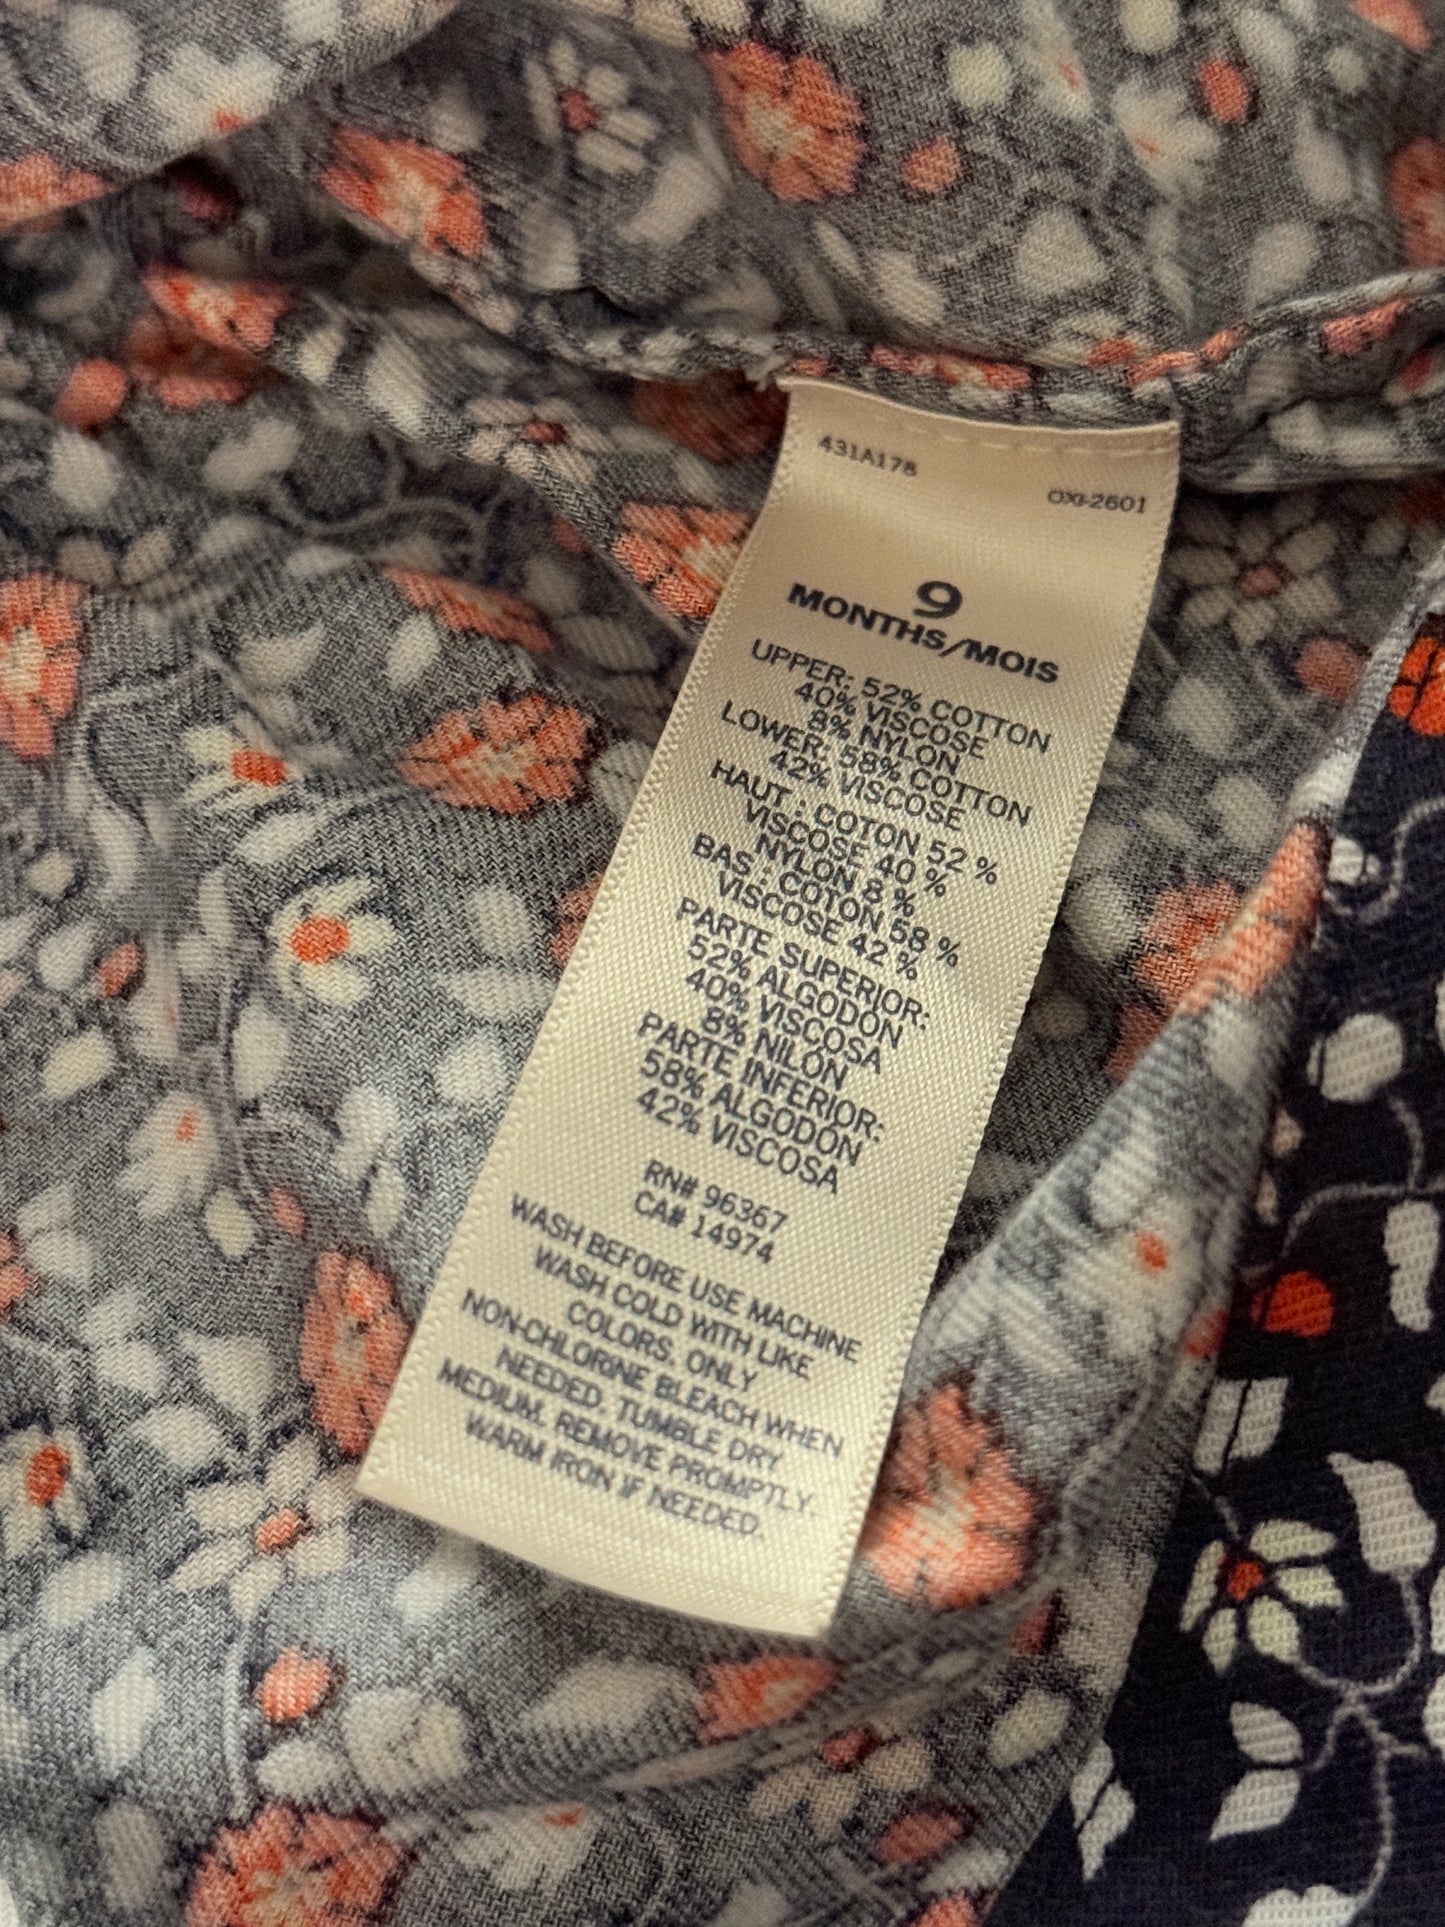 431A178
OXI-2601
9
MONTHS/MOIS
UPPER: 52% COTTON
40% VISCOSE
8% NYLON
LOWER: 58% COTTON
42% VISCOSE
HAUT : COTON 52 %
VISCOSE 40 %
NYLON 8 %
BAS : COTON 58 %
VISCOSE 42 %
PARTE SUPERIOR:
52% ALGODÓN
40% VISCOSA
8% NILÓN
PARTE INFERIOR:
58% ALGODÓN
42% VISCOSA
RN# 96367
CA# 14974
WASH BEFORE USE MACHINE
WASH COLD WITH LIKE
COLORS. ONLY
NON-CHLORINE BLEACH WHEN
NEEDED. TUMBLE DRY
MEDIUM. REMOVE PROMPTLY.
WARM IRON IF NEEDED.